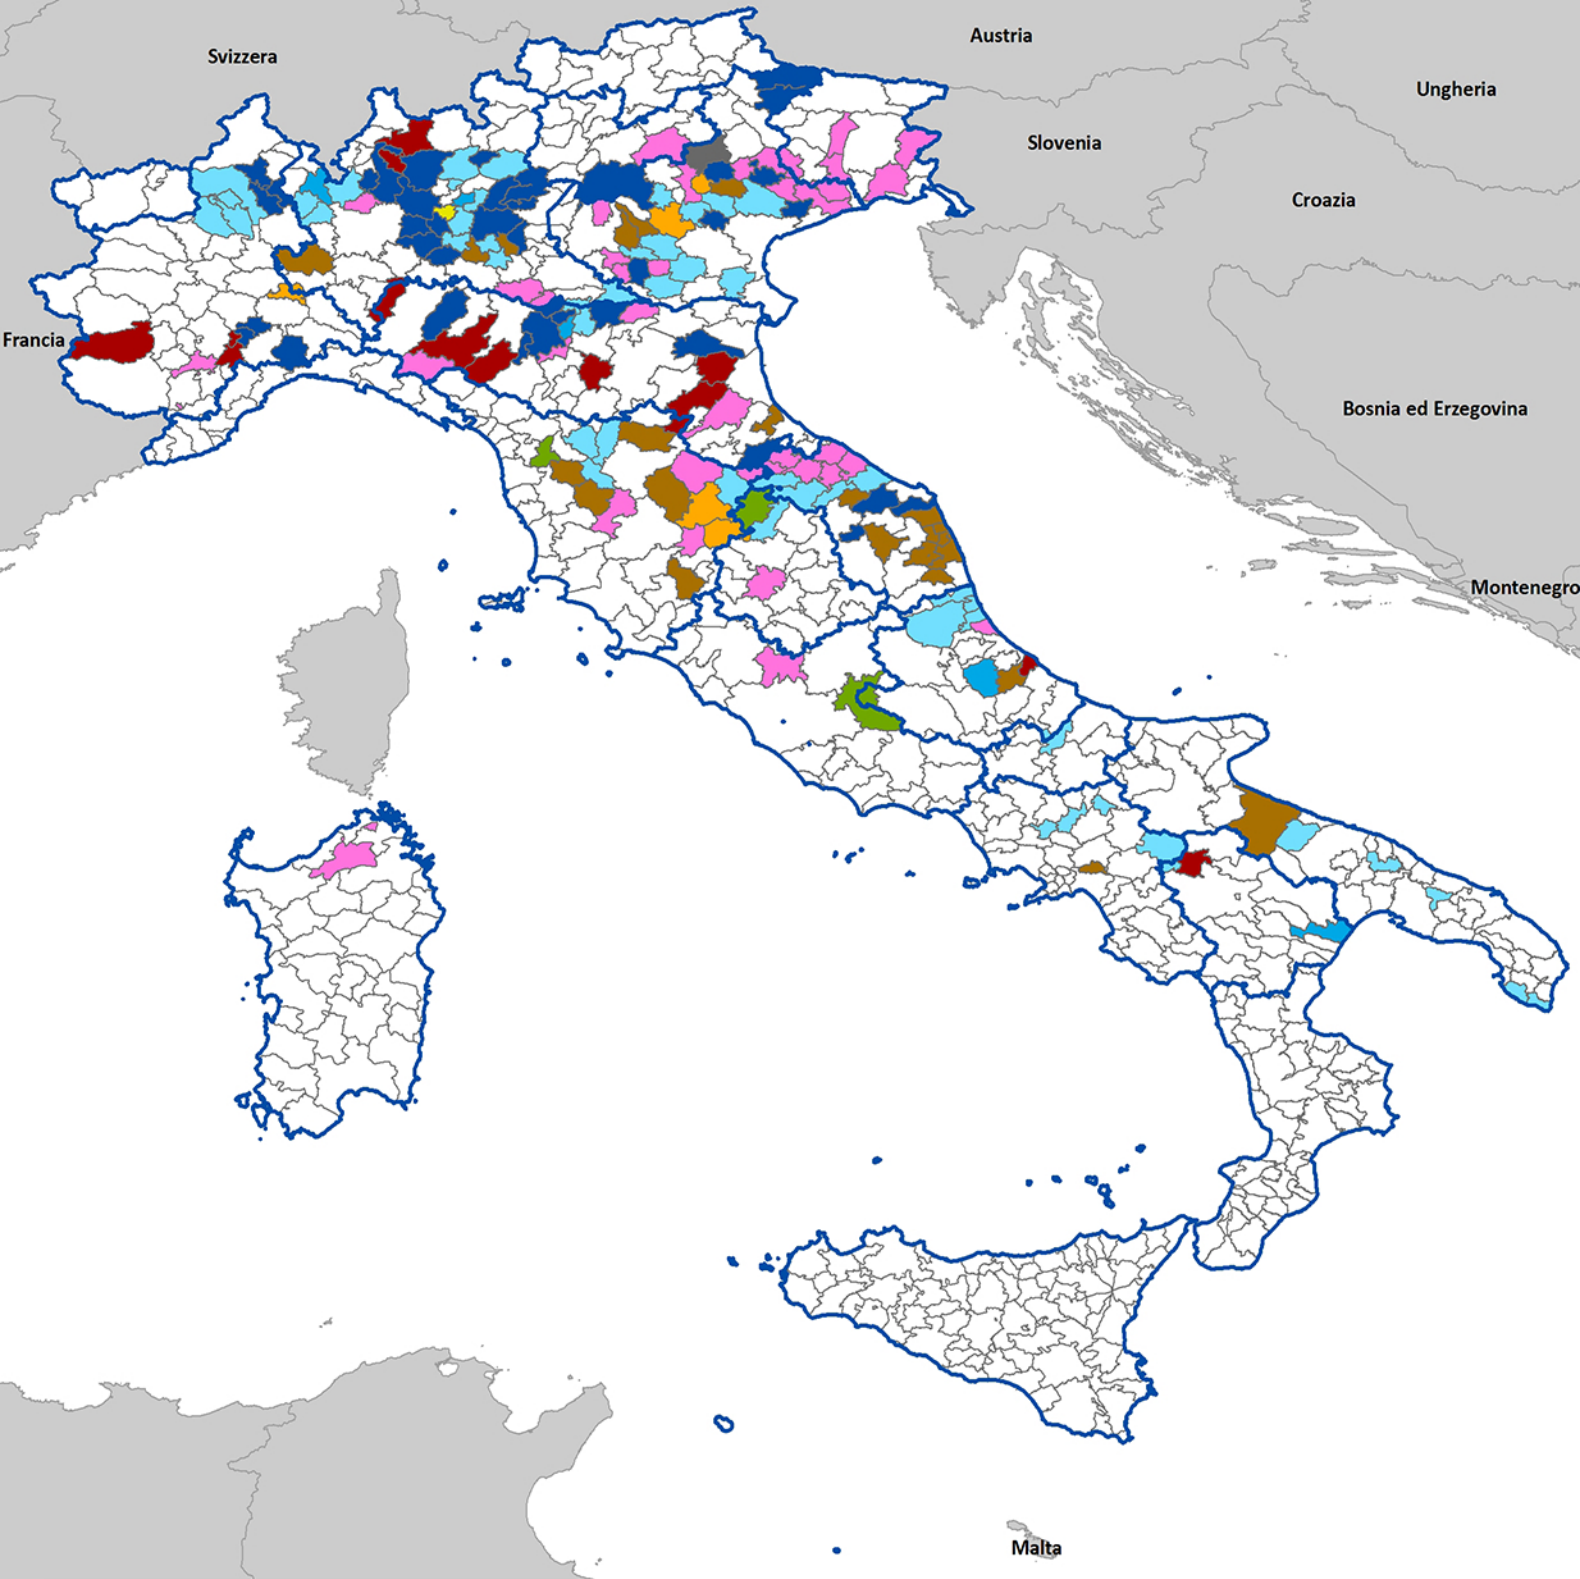 Austria
Svizzera
Ungheria
Slovenia
Croazia
Francia
Bosnia ed Erzegovina
Montenegro
Malta